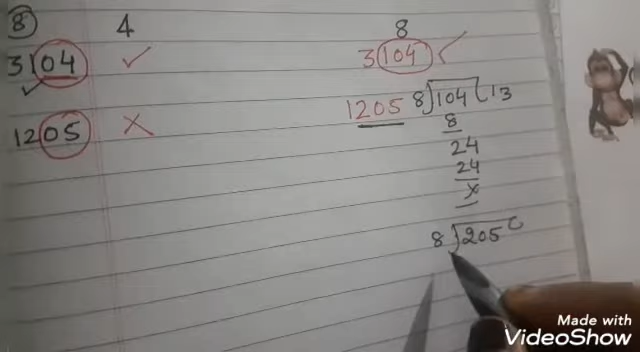 8 4 8
3104 ✓ 3104 ✓
✓
1205 ✗ 1205 8)104(13
8
24
24
x
8)205(
Made with
VideoShow